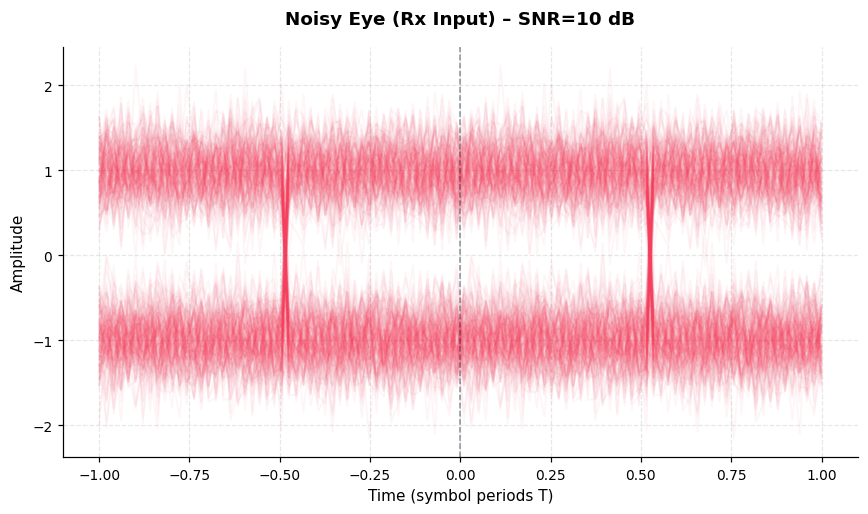 Noisy Eye (Rx Input) – SNR=10 dB
Amplitude
2
1
0
−1
−2
−1.00 −0.75 −0.50 −0.25 0.00 0.25 0.50 0.75 1.00
Time (symbol periods T)